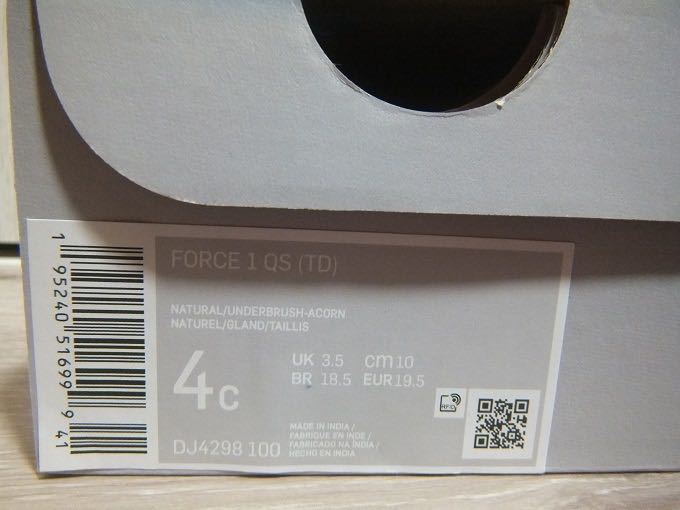 FORCE 1 QS (TD)
NATURAL/UNDERBRUSH-ACORN
NATUREL/GLAND/TAILLIS
4C
UK 3.5 cm 10
BR 18.5 EUR 19.5
RFID
DJ4298 100
MADE IN INDIA /
FABRIQUE EN INDE /
FABRICADO NA ÍNDIA /
HECHO EN INDIA
1 95240 51699 9 41